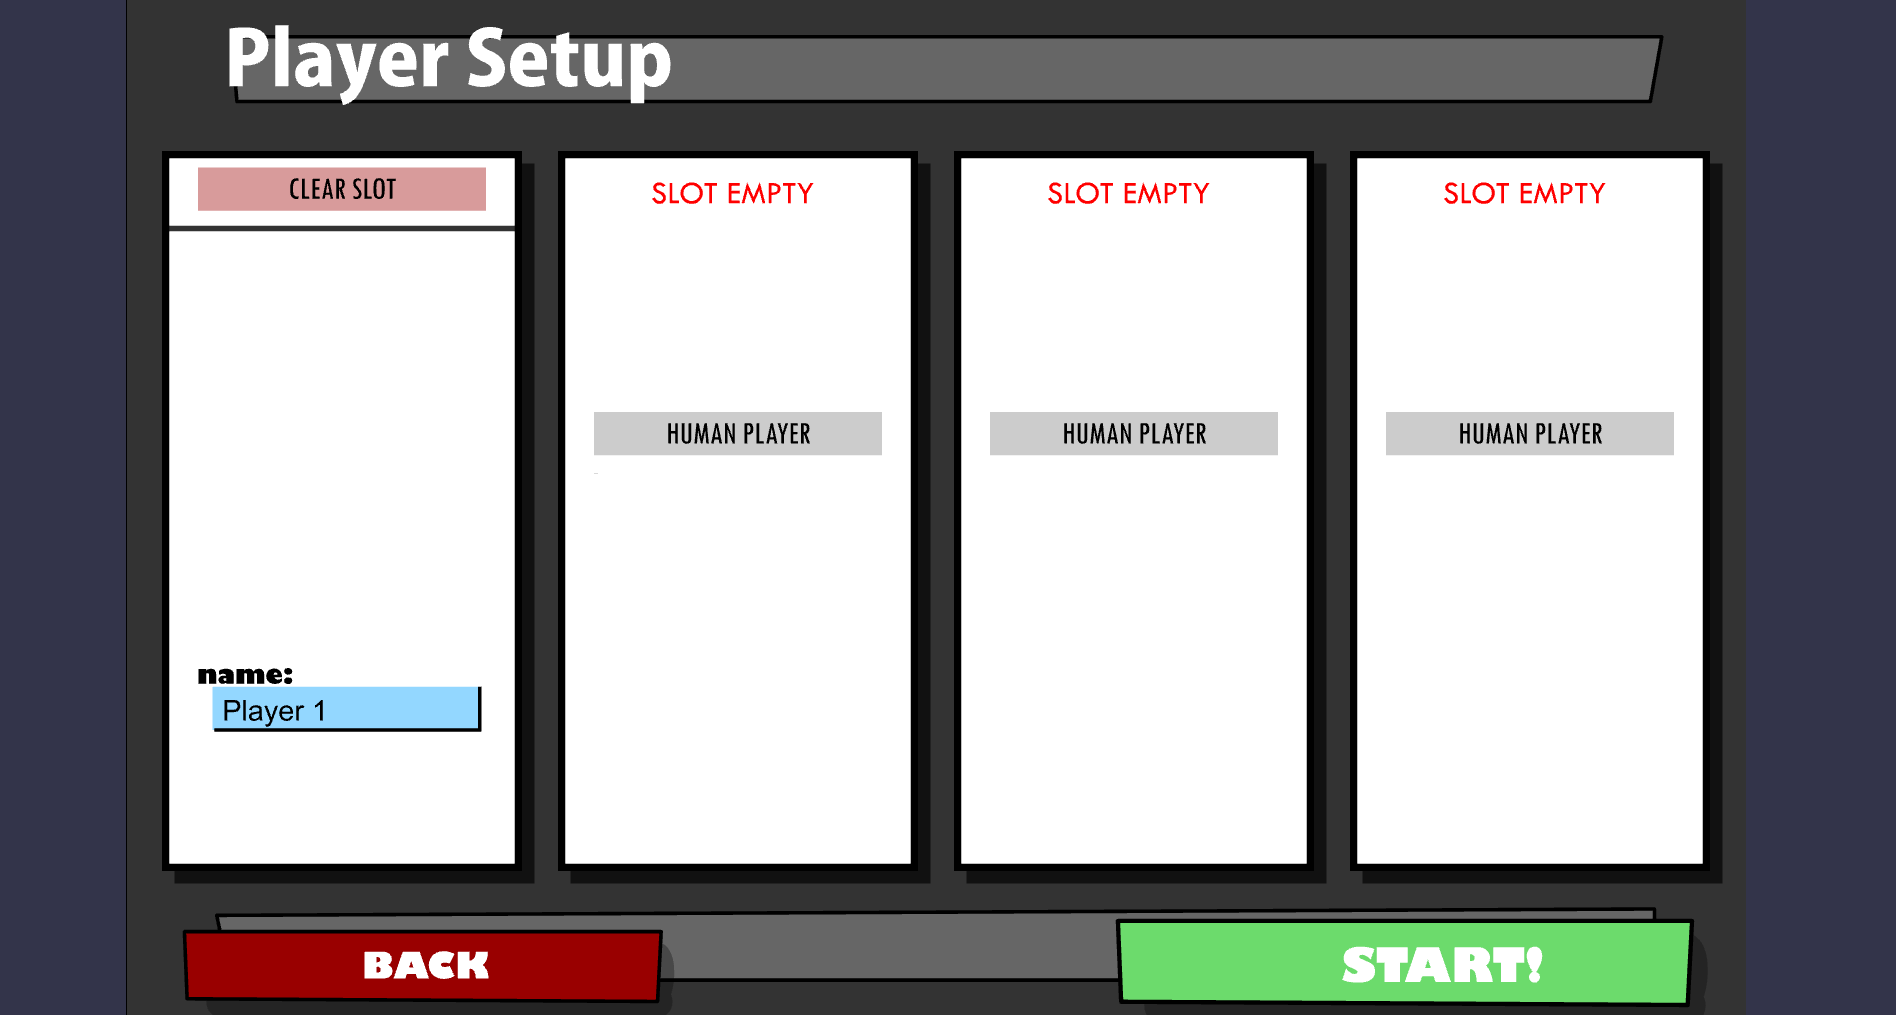 Player Setup
CLEAR SLOT
name:
Player 1
SLOT EMPTY
HUMAN PLAYER
SLOT EMPTY
HUMAN PLAYER
SLOT EMPTY
HUMAN PLAYER
BACK
START!